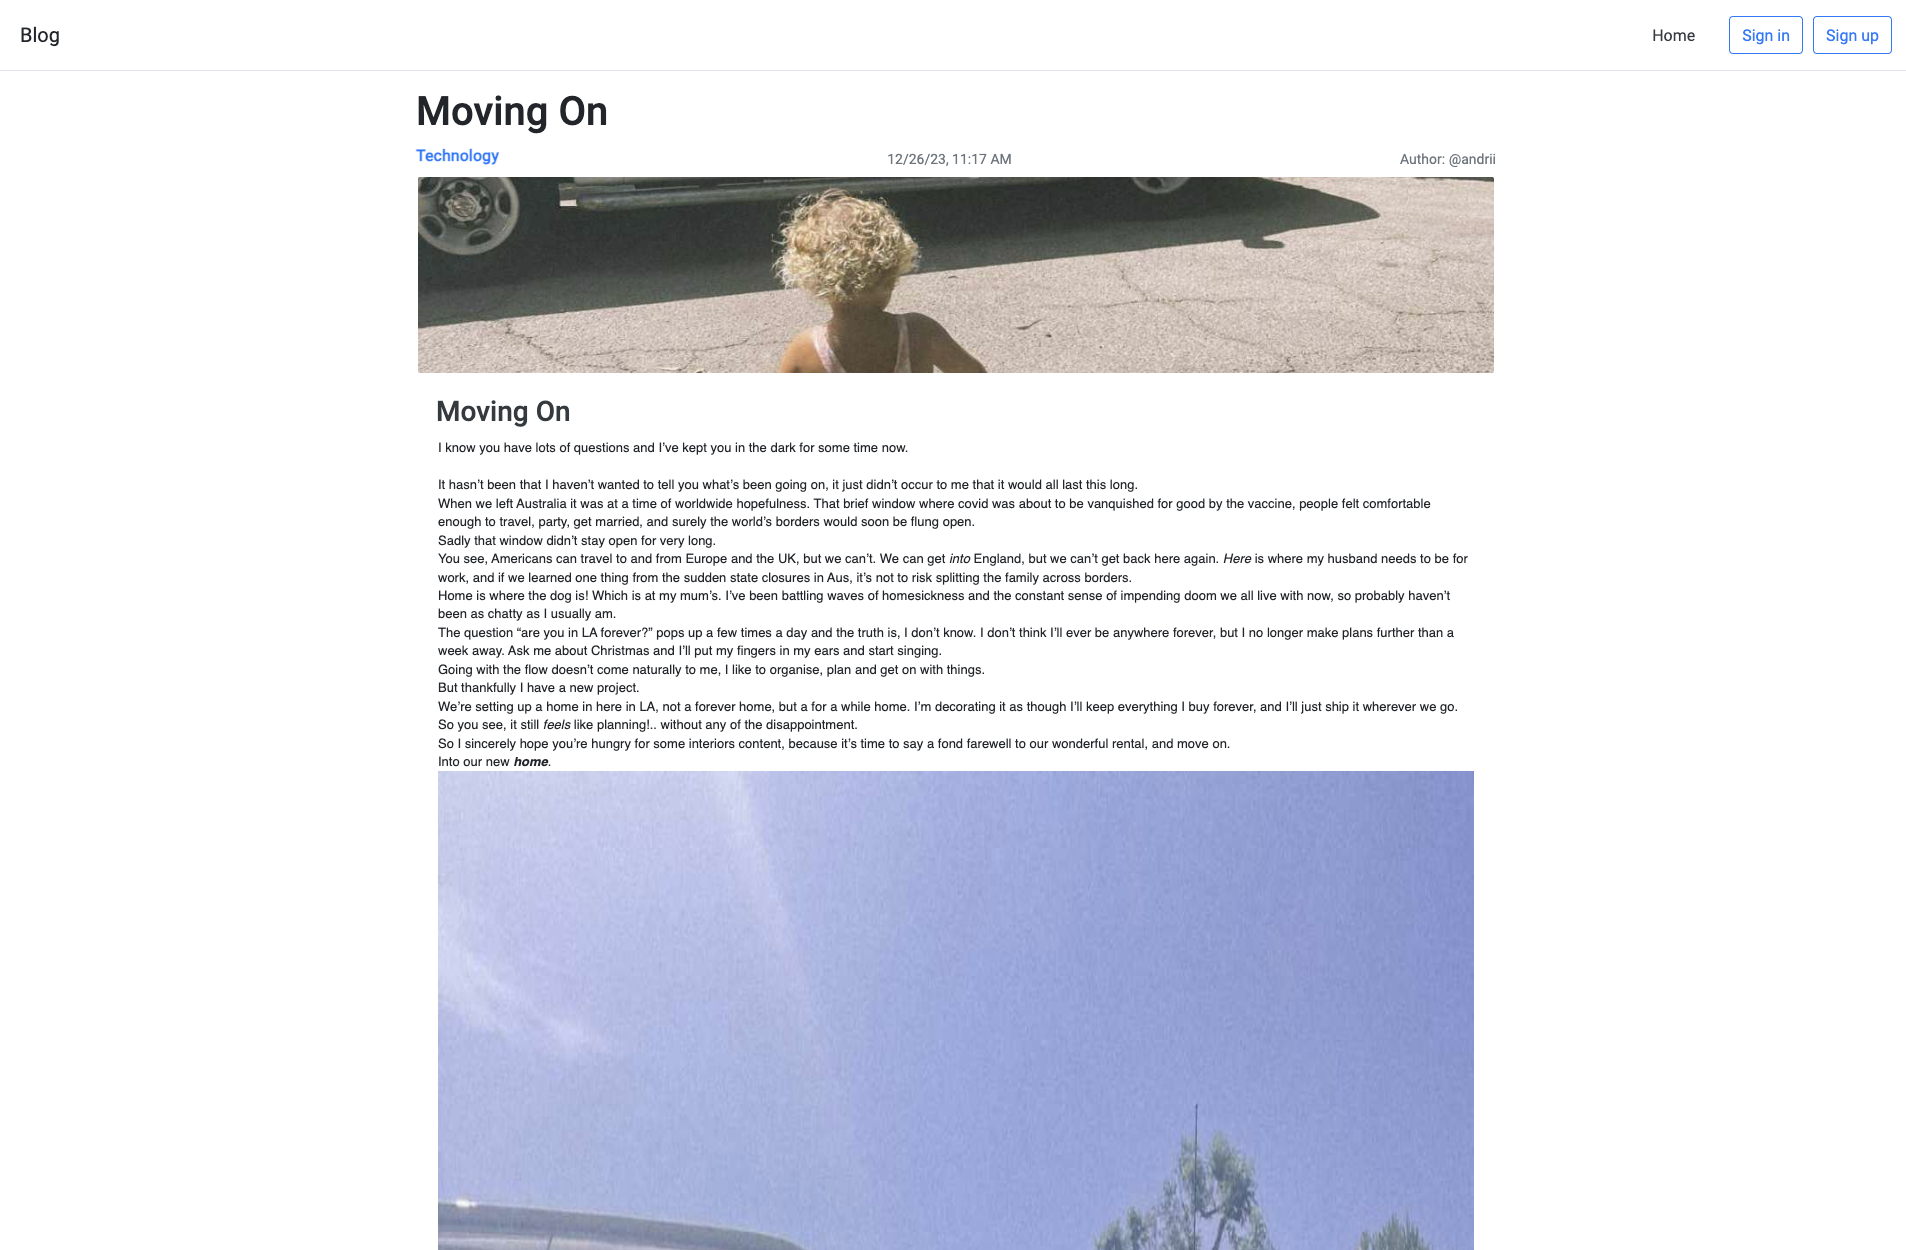 Blog
Home
Sign in
Sign up
Moving On
Technology
12/26/23, 11:17 AM
Author: @andrii
Moving On
I know you have lots of questions and I’ve kept you in the dark for some time now.
It hasn’t been that I haven’t wanted to tell you what’s been going on, it just didn’t occur to me that it would all last this long.
When we left Australia it was at a time of worldwide hopefulness. That brief window where covid was about to be vanquished for good by the vaccine, people felt comfortable
enough to travel, party, get married, and surely the world’s borders would soon be flung open.
Sadly that window didn’t stay open for very long.
You see, Americans can travel to and from Europe and the UK, but we can’t. We can get into England, but we can’t get back here again. Here is where my husband needs to be for
work, and if we learned one thing from the sudden state closures in Aus, it’s not to risk splitting the family across borders.
Home is where the dog is! Which is at my mum’s. I’ve been battling waves of homesickness and the constant sense of impending doom we all live with now, so probably haven’t
been as chatty as I usually am.
The question “are you in LA forever?” pops up a few times a day and the truth is, I don’t know. I don’t think I’ll ever be anywhere forever, but I no longer make plans further than a
week away. Ask me about Christmas and I’ll put my fingers in my ears and start singing.
Going with the flow doesn’t come naturally to me, I like to organise, plan and get on with things.
But thankfully I have a new project.
We’re setting up a home in here in LA, not a forever home, but a for a while home. I’m decorating it as though I’ll keep everything I buy forever, and I’ll just ship it wherever we go.
So you see, it still feels like planning!.. without any of the disappointment.
So I sincerely hope you’re hungry for some interiors content, because it’s time to say a fond farewell to our wonderful rental, and move on.
Into our new home.